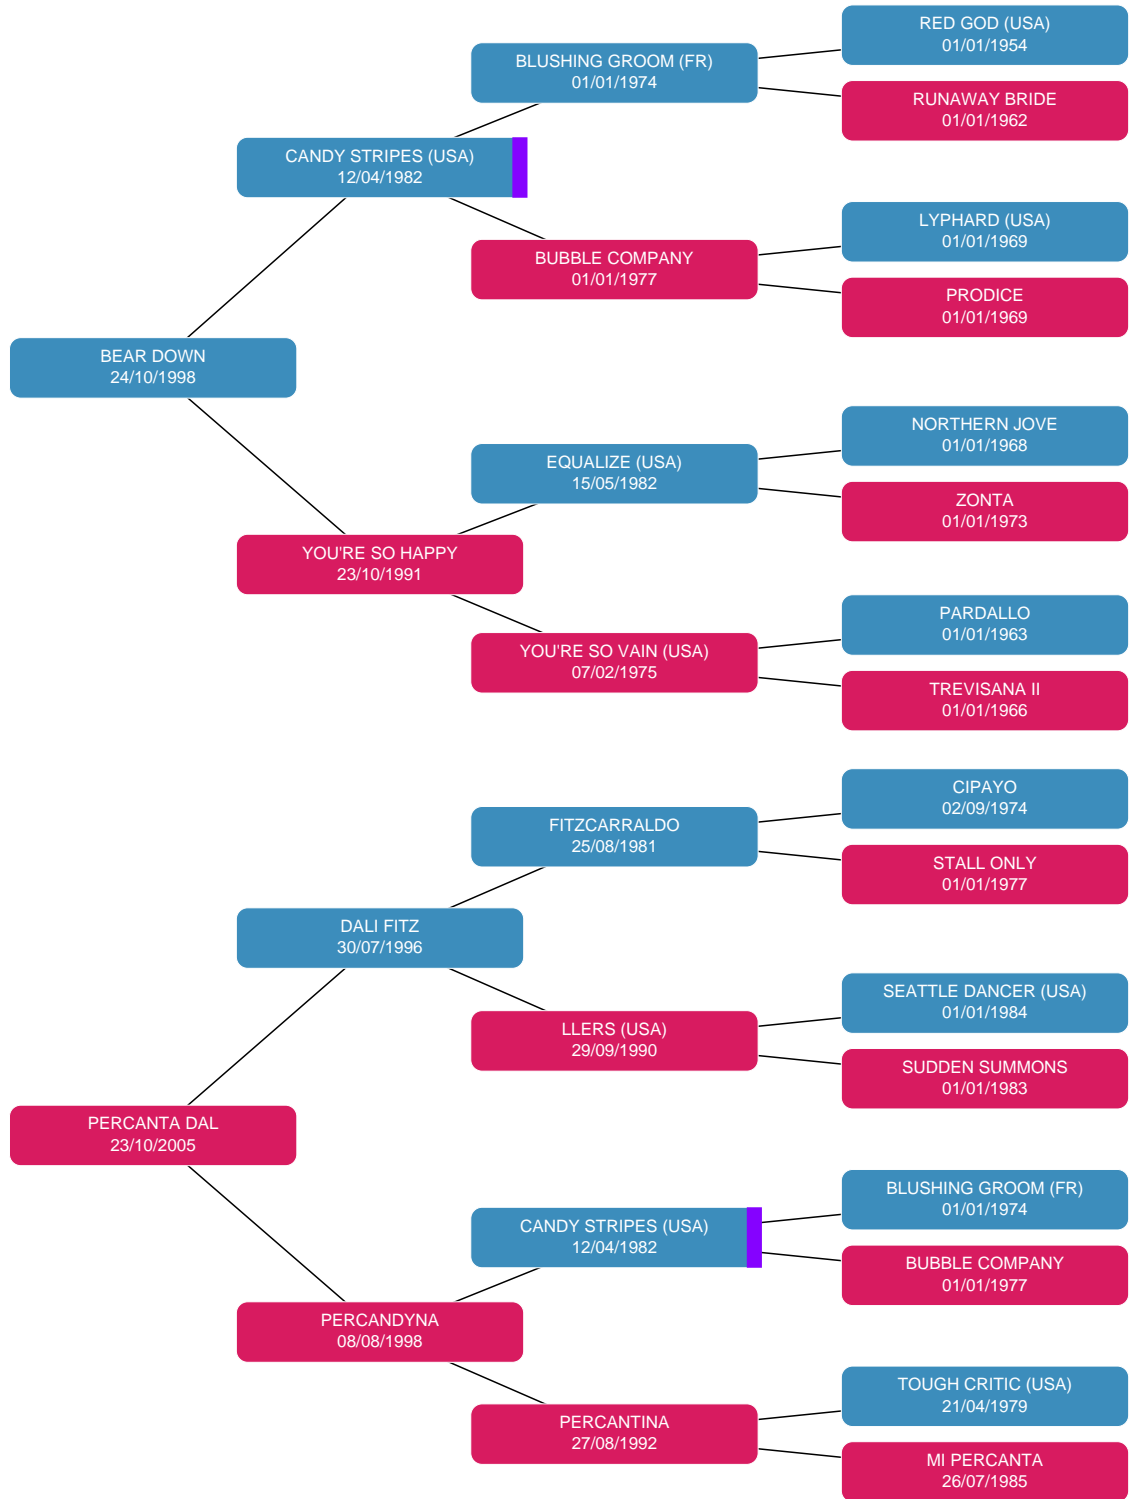 RED GOD (USA)
01/01/1954
BLUSHING GROOM (FR)
01/01/1974
RUNAWAY BRIDE
01/01/1962
CANDY STRIPES (USA)
12/04/1982
LYPHARD (USA)
01/01/1969
BUBBLE COMPANY
01/01/1977
PRODICE
01/01/1969
BEAR DOWN
24/10/1998
NORTHERN JOVE
01/01/1968
EQUALIZE (USA)
15/05/1982
ZONTA
01/01/1973
YOU'RE SO HAPPY
23/10/1991
PARDALLO
01/01/1963
YOU'RE SO VAIN (USA)
07/02/1975
TREVISANA II
01/01/1966
CIPAYO
02/09/1974
FITZCARRALDO
25/08/1981
STALL ONLY
01/01/1977
DALI FITZ
30/07/1996
SEATTLE DANCER (USA)
01/01/1984
LLERS (USA)
29/09/1990
SUDDEN SUMMONS
01/01/1983
PERCANTA DAL
23/10/2005
BLUSHING GROOM (FR)
01/01/1974
CANDY STRIPES (USA)
12/04/1982
BUBBLE COMPANY
01/01/1977
PERCANDYNA
08/08/1998
TOUGH CRITIC (USA)
21/04/1979
PERCANTINA
27/08/1992
MI PERCANTA
26/07/1985